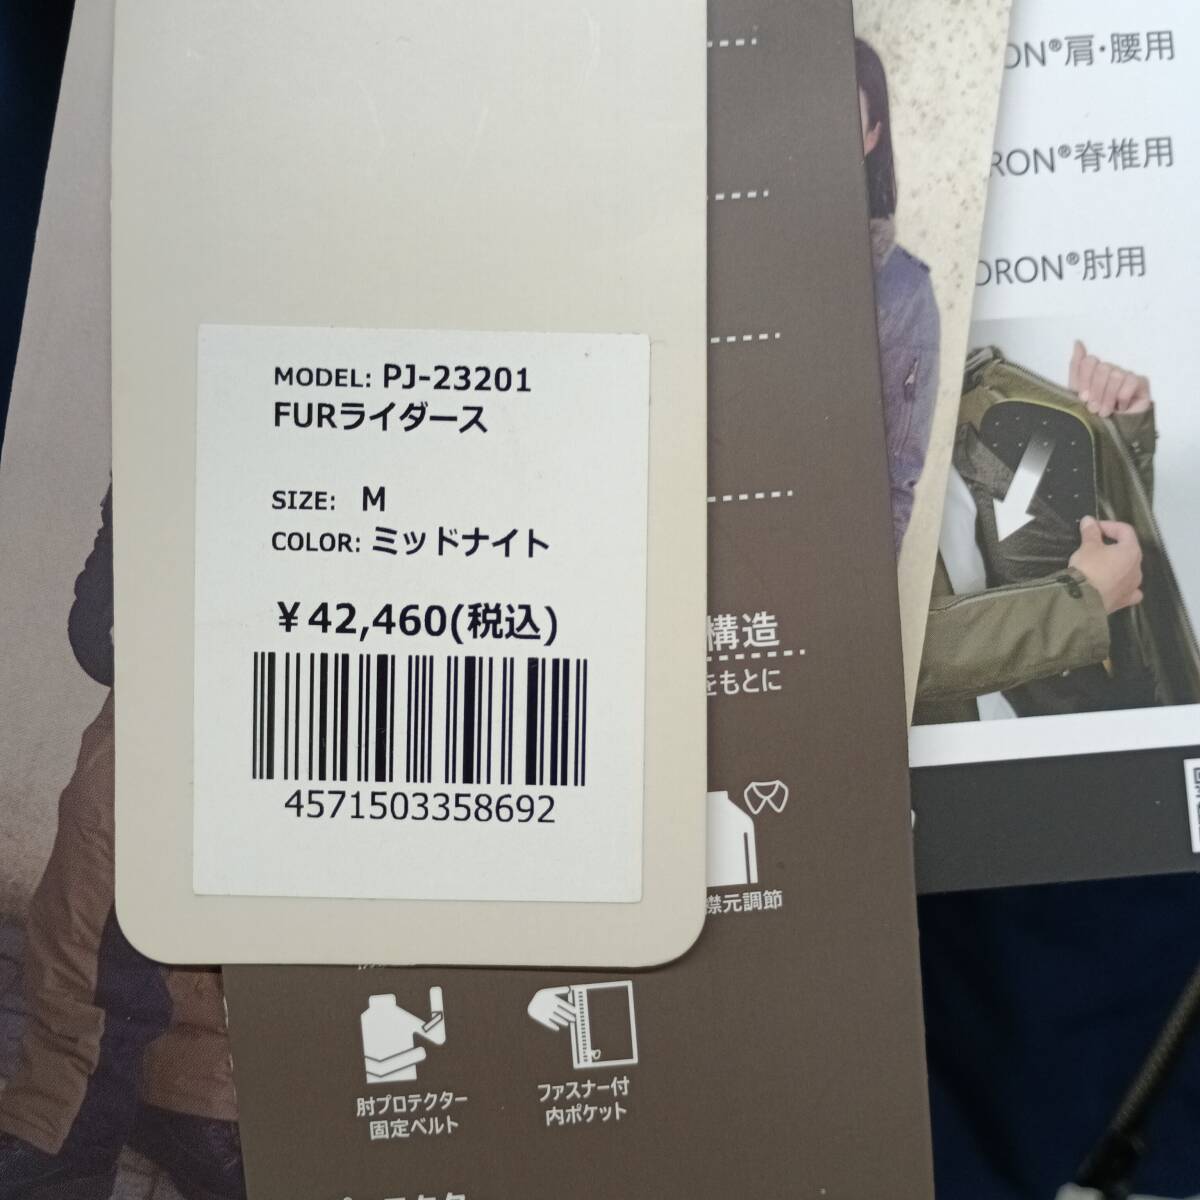 MODEL: PJ-23201
FURライダース
SIZE: M
COLOR: ミッドナイト
¥42,460(税込)
4571503358692
構造
をもとに
襟元調節
肘プロテクター
固定ベルト
ファスナー付
内ポケット
ON®肩・腰用
RON®脊椎用
ORON®肘用